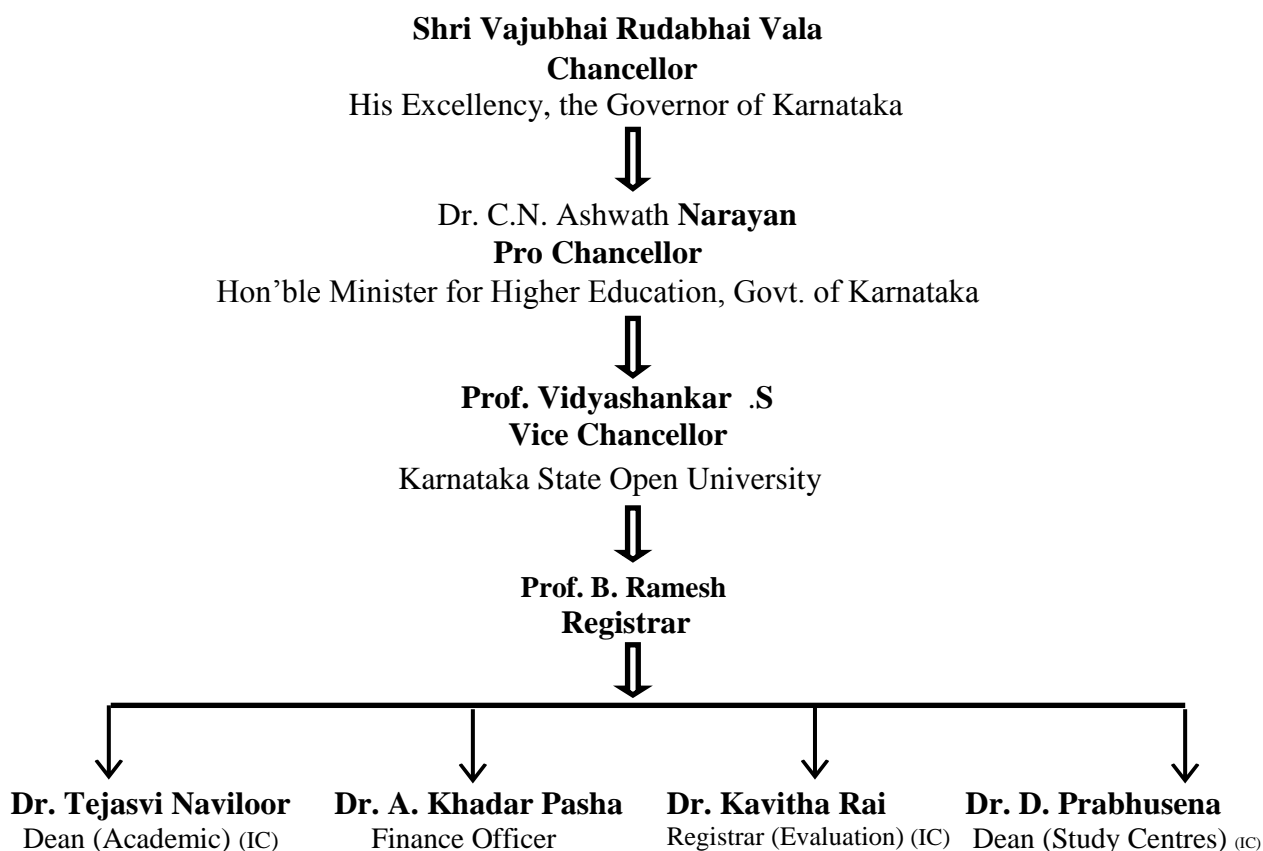 Shri Vajubhai Rudabhai Vala
Chancellor
His Excellency, the Governor of Karnataka
Dr. C.N. Ashwath Narayan
Pro Chancellor
Hon’ble Minister for Higher Education, Govt. of Karnataka
Prof. Vidyashankar .S
Vice Chancellor
Karnataka State Open University
Prof. B. Ramesh
Registrar
Dr. Tejasvi Naviloor
Dean (Academic) (IC)
Dr. A. Khadar Pasha
Finance Officer
Dr. Kavitha Rai
Registrar (Evaluation) (IC)
Dr. D. Prabhusena
Dean (Study Centres) (IC)